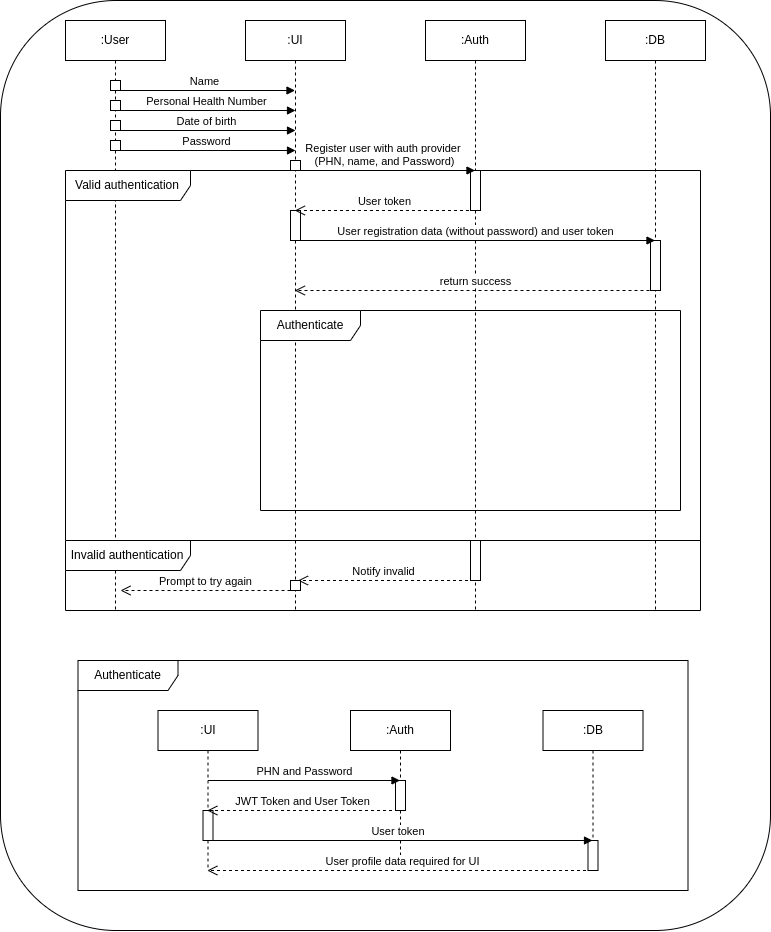 :User
:UI
:Auth
:DB
Name
Personal Health Number
Date of birth
Password
Register user with auth provider
(PHN, name, and Password)
Valid authentication
User token
User registration data (without password) and user token
return success
Authenticate
Invalid authentication
Notify invalid
Prompt to try again
Authenticate
:UI
:Auth
:DB
PHN and Password
JWT Token and User Token
User token
User profile data required for UI